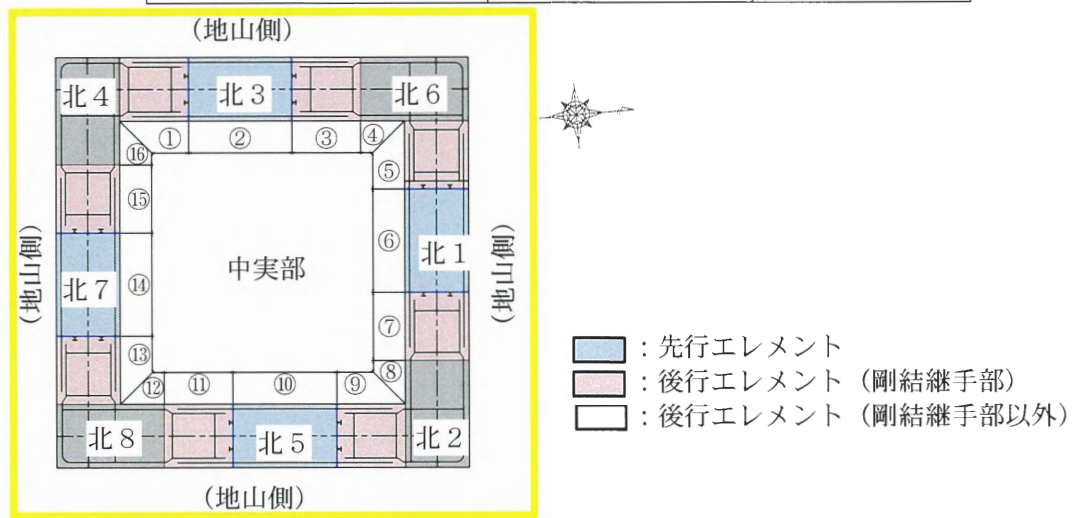 (地山側)
北4
北3
北6
①
②
③
④
⑤
⑯
⑮
⑥
北1
(地山側)
(地山側)
中実部
北7
⑭
⑦
⑬
⑧
⑫
⑪
⑩
⑨
北8
北5
北2
(地山側)
:先行エレメント
:後行エレメント (剛結継手部)
:後行エレメント (剛結継手部以外)